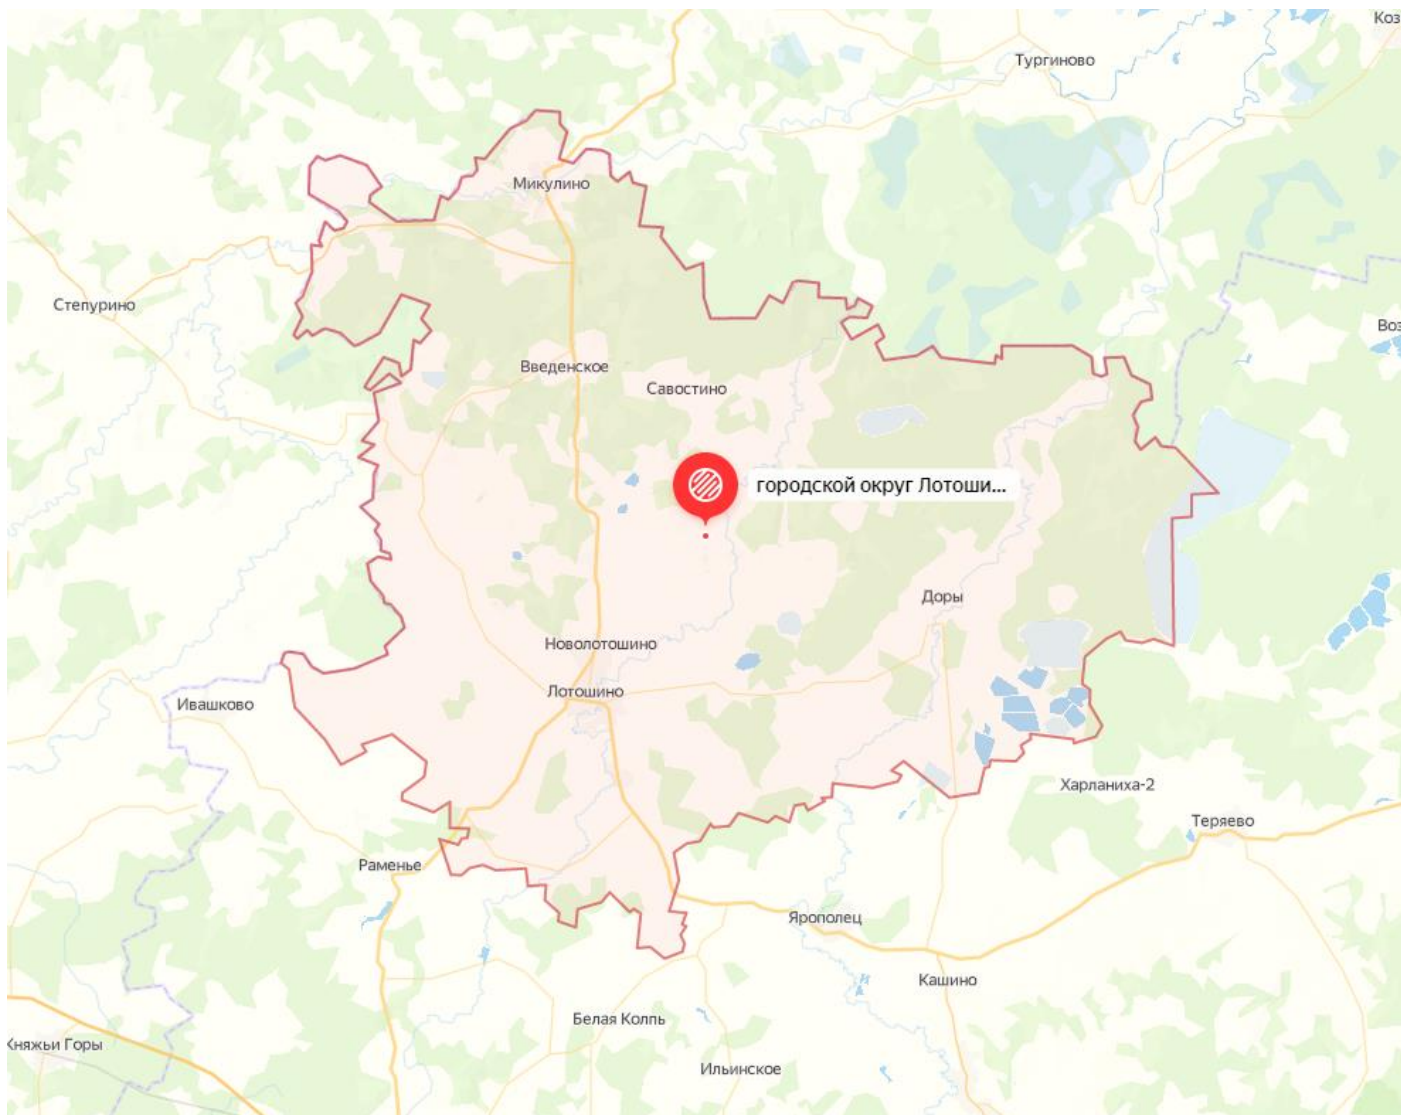 Коз
Тургиново
Микулино
Степурино
Воз
Введенское
Савостино
городской округ Лотоши...
Доры
Новолотошино
Лотошино
Ивашково
Харланиха-2
Теряево
Раменье
Ярополец
Кашино
Белая Колпь
Княжьи Горы
Ильинское